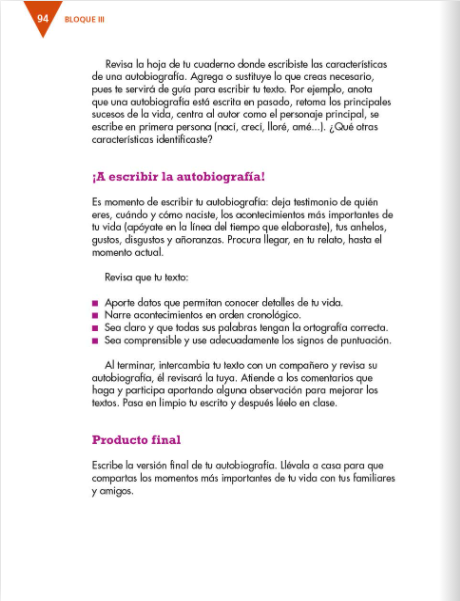 94
BLOQUE III
Revisa la hoja de tu cuaderno donde escribiste las características
de una autobiografía. Agrega o sustituye lo que creas necesario,
pues te servirá de guía para escribir tu texto. Por ejemplo, anota
que una autobiografía está escrita en pasado, retoma los principales
sucesos de la vida, centra al autor como el personaje principal, se
escribe en primera persona (nací, crecí, lloré, amé...). ¿Qué otras
características identificaste?
¡A escribir la autobiografía!
Es momento de escribir tu autobiografía: deja testimonio de quién
eres, cuándo y cómo naciste, los acontecimientos más importantes de
tu vida (apóyate en la línea del tiempo que elaboraste), tus anhelos,
gustos, disgustos y añoranzas. Procura llegar, en tu relato, hasta el
momento actual.
Revisa que tu texto:
■ Aporte datos que permitan conocer detalles de tu vida.
■ Narre acontecimientos en orden cronológico.
■ Sea claro y que todas sus palabras tengan la ortografía correcta.
■ Sea comprensible y use adecuadamente los signos de puntuación.
Al terminar, intercambia tu texto con un compañero y revisa su
autobiografía, él revisará la tuya. Atiende a los comentarios que
haga y participa aportando alguna observación para mejorar los
textos. Pasa en limpio tu escrito y después léelo en clase.
Producto final
Escribe la versión final de tu autobiografía. Llévala a casa para que
compartas los momentos más importantes de tu vida con tus familiares
y amigos.